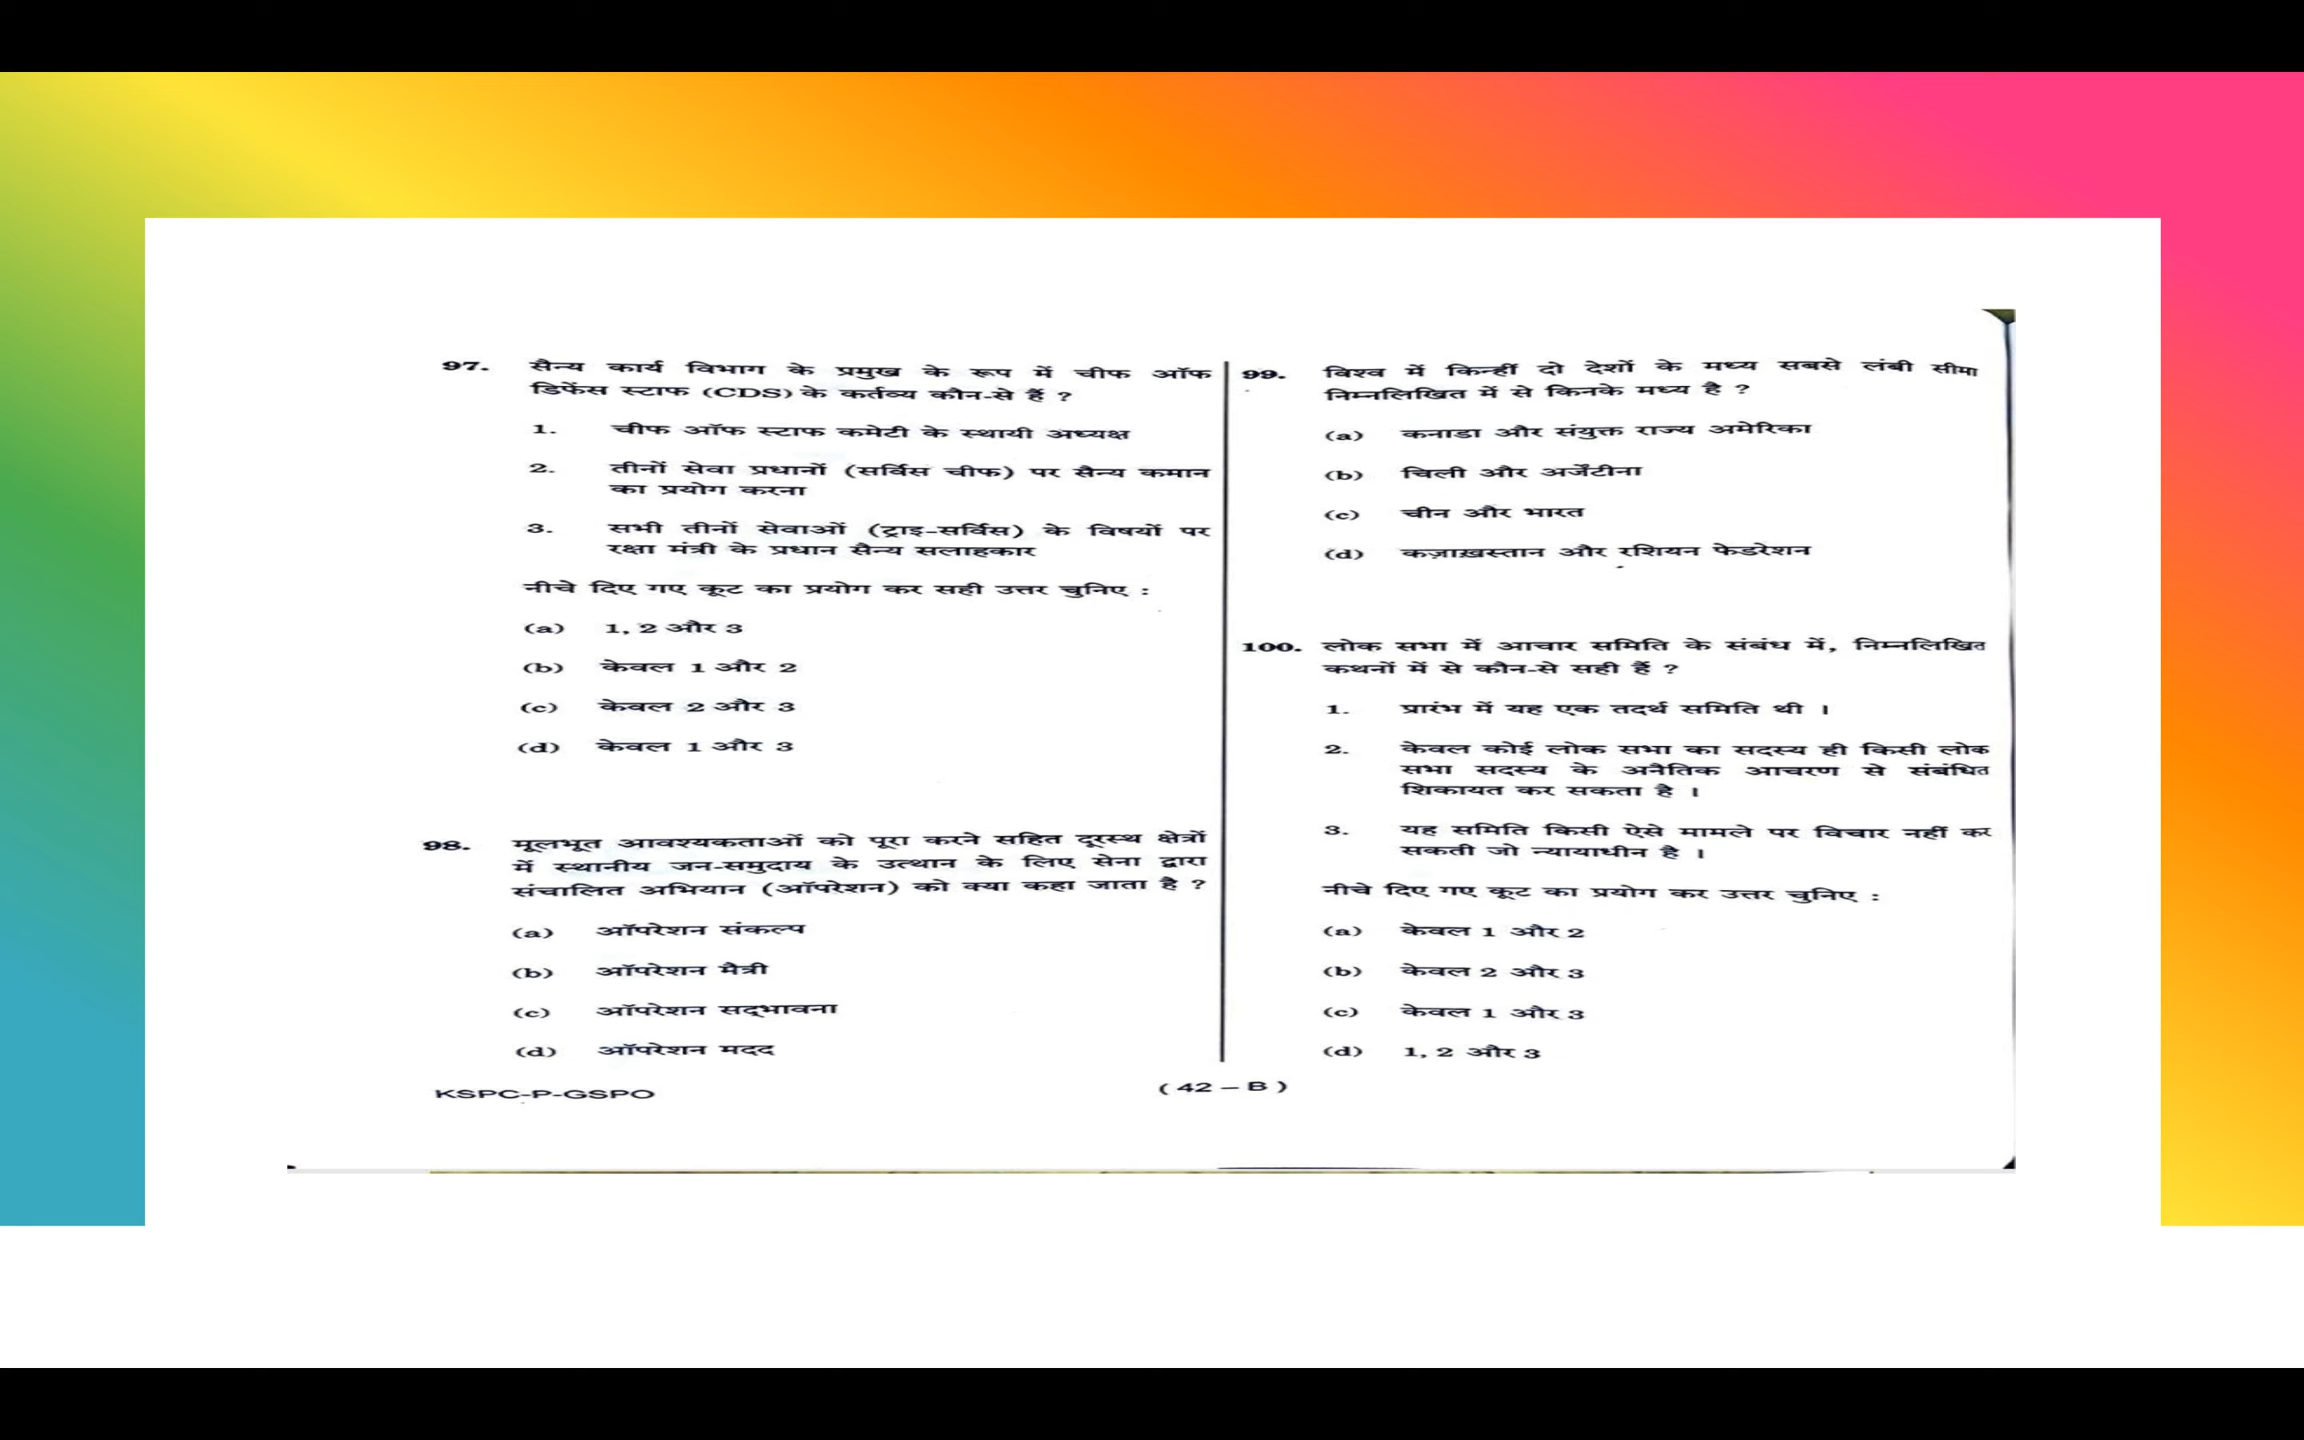 97. सैन्य कार्य विभाग के प्रमुख के रूप में चीफ ऑफ
डिफेंस स्टाफ (CDS) के कर्तव्य कौन-से हैं ?
1. चीफ ऑफ स्टाफ कमेटी के स्थायी अध्यक्ष
2. तीनों सेवा प्रधानों (सर्विस चीफ) पर सैन्य कमान
का प्रयोग करना
3. सभी तीनों सेवाओं (ट्राइ-सर्विस) के विषयों पर
रक्षा मंत्री के प्रधान सैन्य सलाहकार
नीचे दिए गए कूट का प्रयोग कर सही उत्तर चुनिए :
(a) 1, 2 और 3
(b) केवल 1 और 2
(c) केवल 2 और 3
(d) केवल 1 और 3
98. मूलभूत आवश्यकताओं को पूरा करने सहित दूरस्थ क्षेत्रों
में स्थानीय जन-समुदाय के उत्थान के लिए सेना द्वारा
संचालित अभियान (ऑपरेशन) को क्या कहा जाता है ?
(a) ऑपरेशन संकल्प
(b) ऑपरेशन मैत्री
(c) ऑपरेशन सद्‌भावना
(d) ऑपरेशन मदद
99. विश्व में किन्हीं दो देशों के मध्य सबसे लंबी सीमा
निम्नलिखित में से किनके मध्य है ?
(a) कनाडा और संयुक्त राज्य अमेरिका
(b) चिली और अर्जेंटीना
(c) चीन और भारत
(d) कज़ाख़स्तान और रशियन फेडरेशन
100. लोक सभा में आचार समिति के संबंध में, निम्नलिखित
कथनों में से कौन-से सही हैं ?
1. प्रारंभ में यह एक तदर्थ समिति थी ।
2. केवल कोई लोक सभा का सदस्य ही किसी लोक
सभा सदस्य के अनैतिक आचरण से संबंधित
शिकायत कर सकता है ।
3. यह समिति किसी ऐसे मामले पर विचार नहीं कर
सकती जो न्यायाधीन है ।
नीचे दिए गए कूट का प्रयोग कर उत्तर चुनिए :
(a) केवल 1 और 2
(b) केवल 2 और 3
(c) केवल 1 और 3
(d) 1, 2 और 3
KSPC-P-GSPO
( 42 – B )